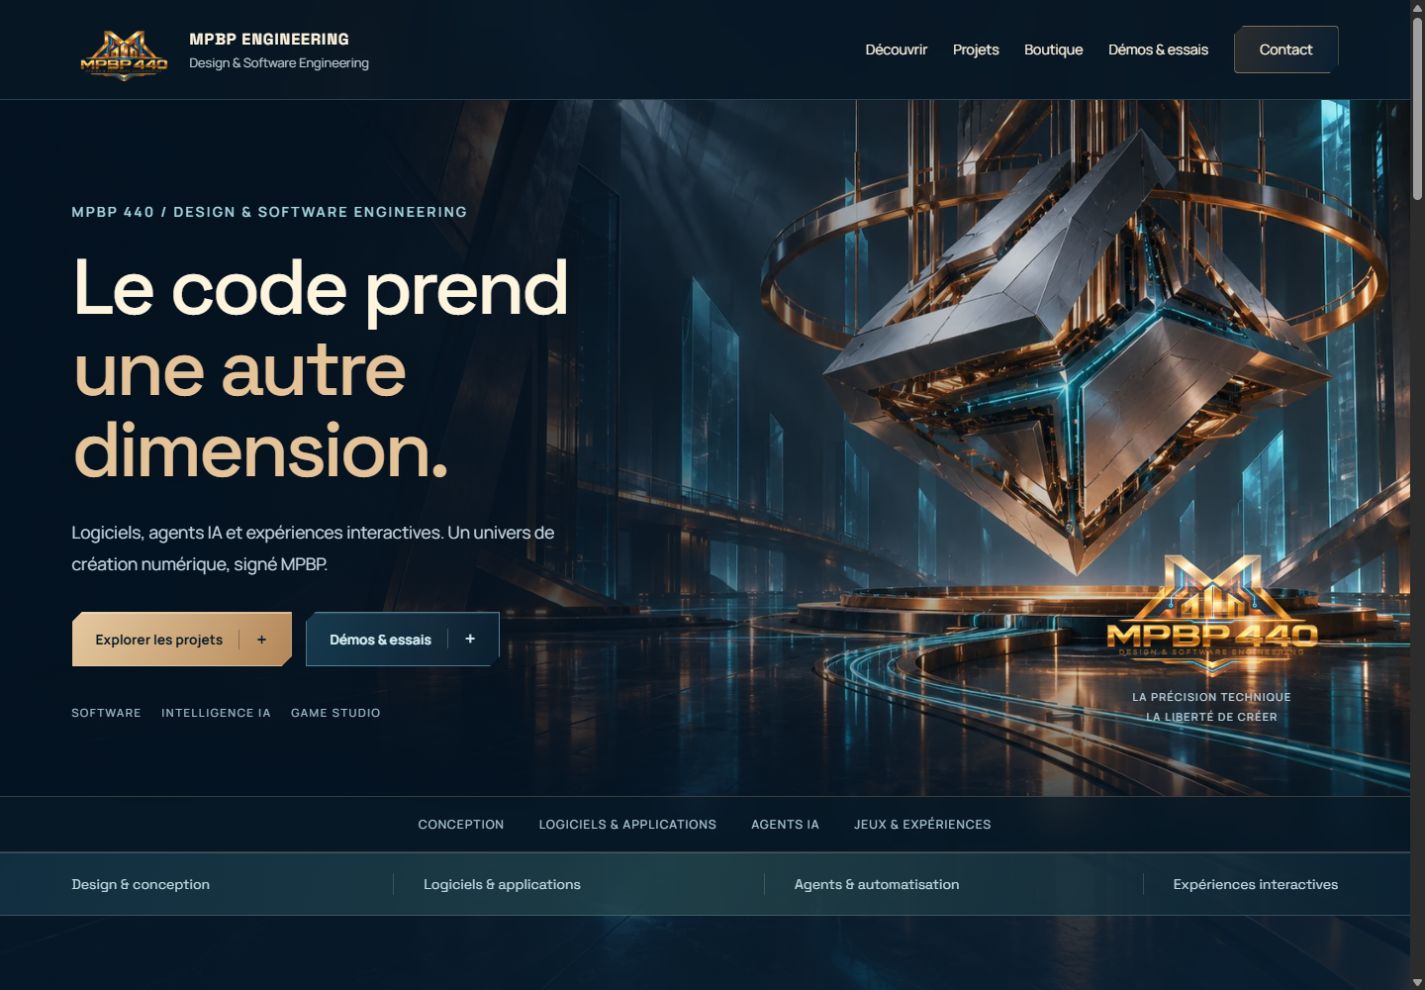 MPBP 440
MPBP ENGINEERING
Design & Software Engineering
Découvrir
Projets
Boutique
Démos & essais
Contact
MPBP 440 / DESIGN & SOFTWARE ENGINEERING
Le code prend
une autre
dimension.
Logiciels, agents IA et expériences interactives. Un univers de
création numérique, signé MPBP.
Explorer les projets +
Démos & essais +
SOFTWARE
INTELLIGENCE IA
GAME STUDIO
MPBP 440
DESIGN & SOFTWARE ENGINEERING
LA PRÉCISION TECHNIQUE
LA LIBERTÉ DE CRÉER
CONCEPTION
LOGICIELS & APPLICATIONS
AGENTS IA
JEUX & EXPÉRIENCES
Design & conception
Logiciels & applications
Agents & automatisation
Expériences interactives